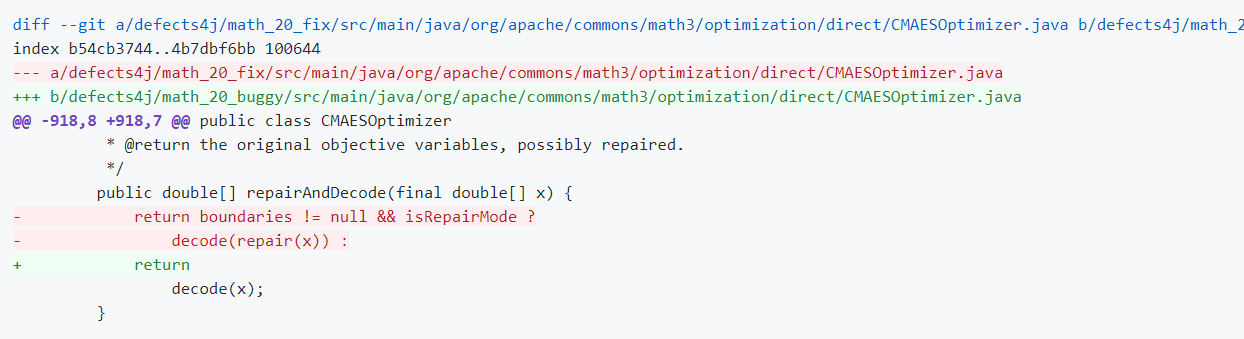 diff --git a/defects4j/math_20_fix/src/main/java/org/apache/commons/math3/optimization/direct/CMAESOptimizer.java b/defects4j/math_2
index b54cb3744..4b7dbf6bb 100644
--- a/defects4j/math_20_fix/src/main/java/org/apache/commons/math3/optimization/direct/CMAESOptimizer.java
+++ b/defects4j/math_20_buggy/src/main/java/org/apache/commons/math3/optimization/direct/CMAESOptimizer.java
@@ -918,8 +918,7 @@ public class CMAESOptimizer
          * @return the original objective variables, possibly repaired.
          */
         public double[] repairAndDecode(final double[] x) {
-            return boundaries != null && isRepairMode ?
-                decode(repair(x)) :
+            return
                 decode(x);
         }